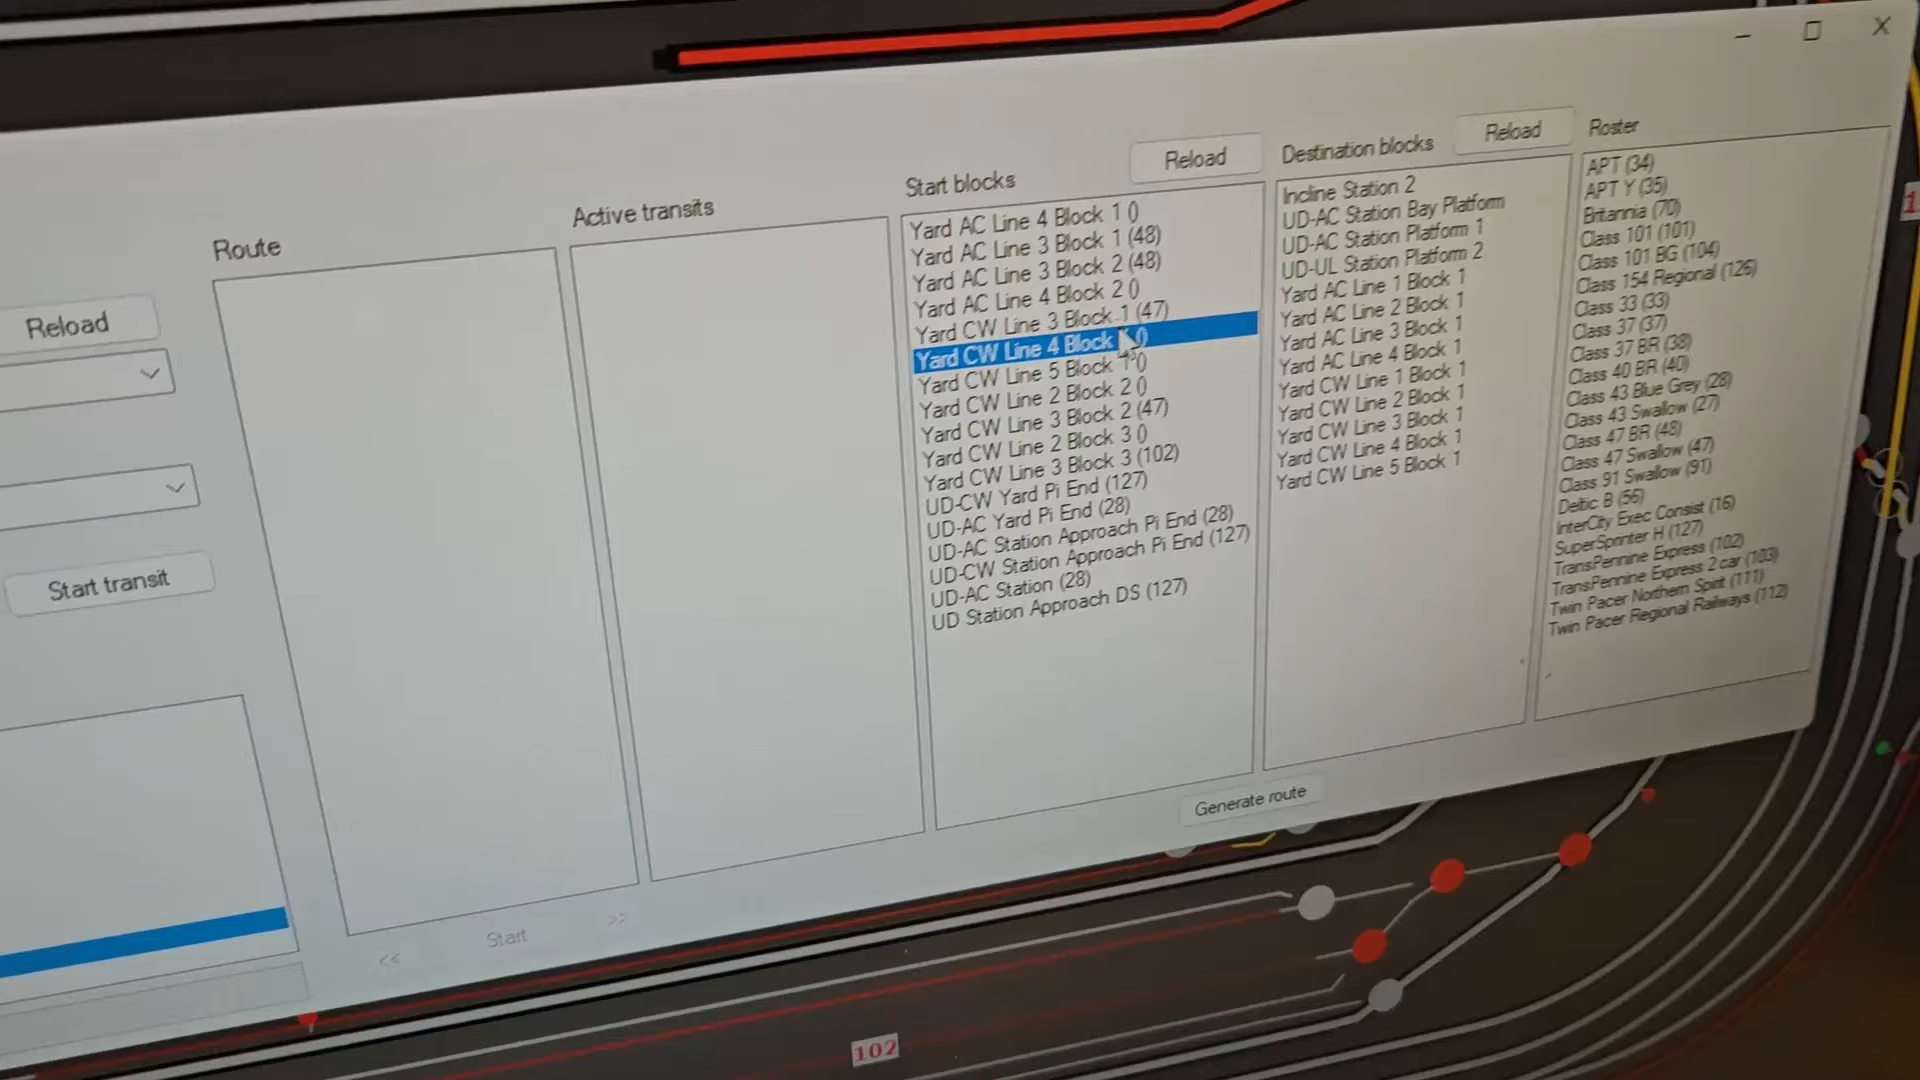 Reload
Start transit
Route
<<
Start
>>
Active transits
Start blocks
Reload
Yard AC Line 4 Block 1 ()
Yard AC Line 3 Block 1 (48)
Yard AC Line 3 Block 2 (48)
Yard AC Line 4 Block 2 ()
Yard CW Line 3 Block 1 (47)
Yard CW Line 4 Block ()
Yard CW Line 5 Block 1 ()
Yard CW Line 2 Block 2 ()
Yard CW Line 3 Block 2 (47)
Yard CW Line 2 Block 3 ()
Yard CW Line 3 Block 3 (102)
UD-CW Yard Pi End (127)
UD-AC Yard Pi End (28)
UD-AC Station Approach Pi End (28)
UD-CW Station Approach Pi End (127)
UD-AC Station (28)
UD Station Approach DS (127)
Destination blocks
Reload
Incline Station 2
UD-AC Station Bay Platform
UD-AC Station Platform 1
UD-UL Station Platform 2
Yard AC Line 1 Block 1
Yard AC Line 2 Block 1
Yard AC Line 3 Block 1
Yard AC Line 4 Block 1
Yard CW Line 1 Block 1
Yard CW Line 2 Block 1
Yard CW Line 3 Block 1
Yard CW Line 4 Block 1
Yard CW Line 5 Block 1
Generate route
Roster
APT (34)
APT Y (35)
Britannia (70)
Class 101 (101)
Class 101 BG (104)
Class 154 Regional (126)
Class 33 (33)
Class 37 (37)
Class 37 BR (38)
Class 40 BR (40)
Class 43 Blue Grey (28)
Class 43 Swallow (27)
Class 47 BR (48)
Class 47 Swallow (47)
Class 91 Swallow (91)
Deltic B (56)
InterCity Exec Consist (16)
SuperSprinter H (127)
TransPennine Express (102)
TransPennine Express 2 car (103)
Twin Pacer Northern Spirit (111)
Twin Pacer Regional Railways (112)
102